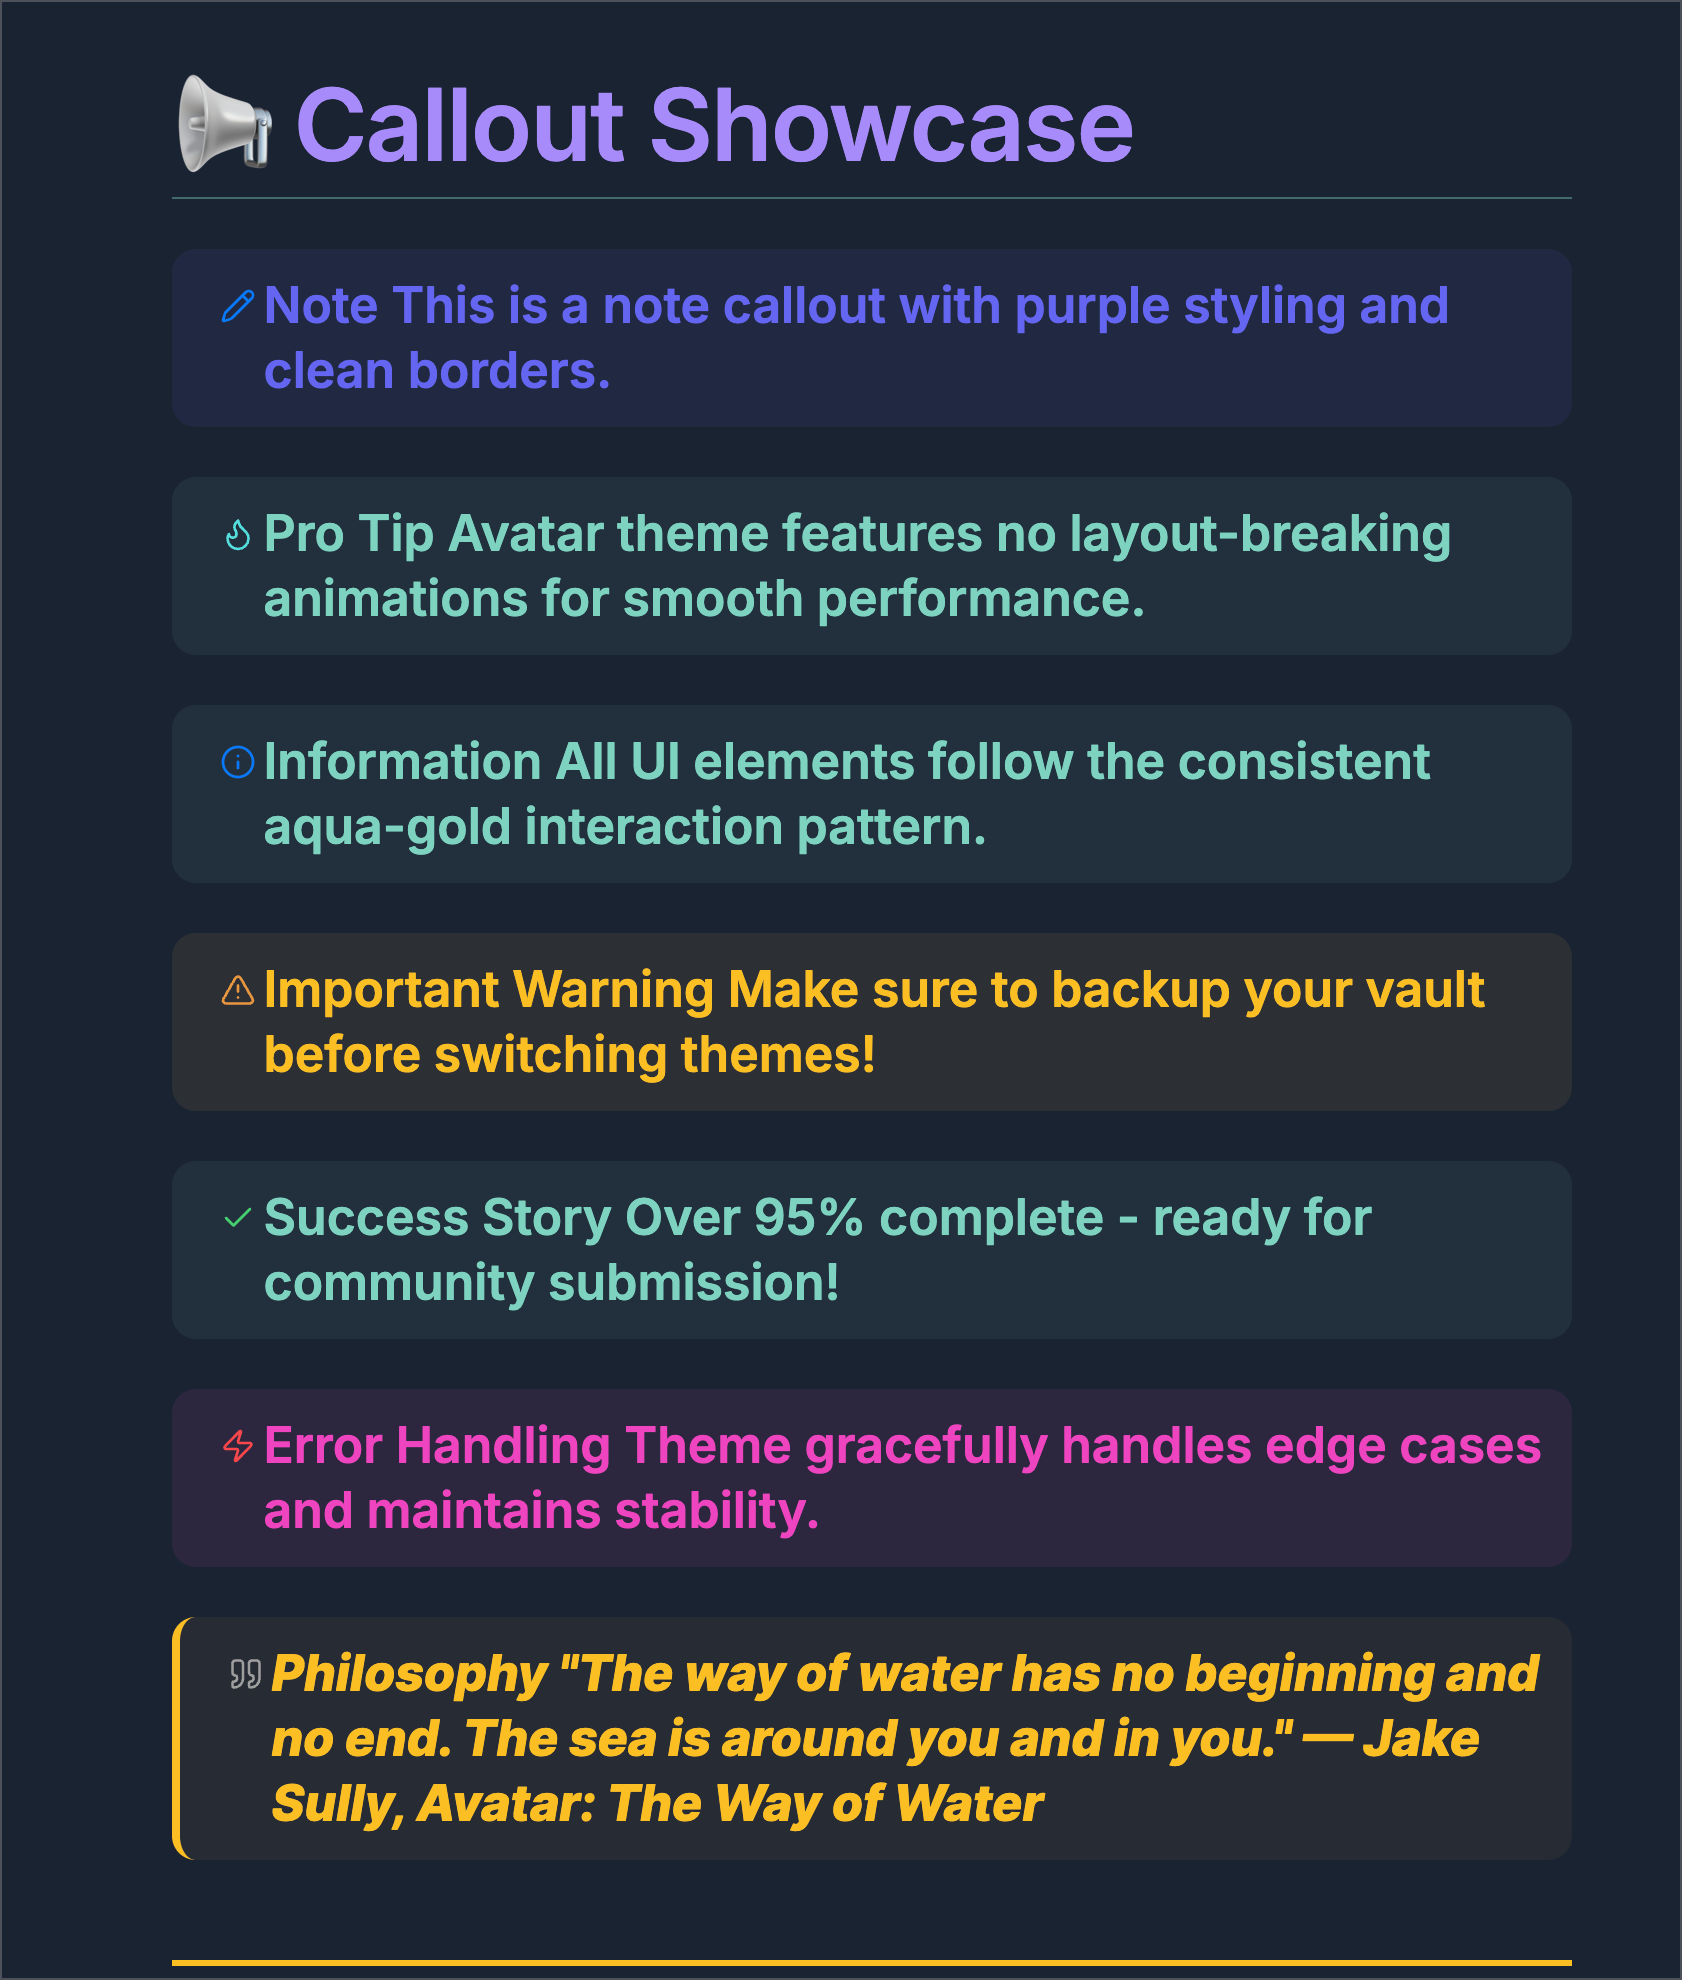 Callout Showcase
Note This is a note callout with purple styling and
clean borders.
Pro Tip Avatar theme features no layout-breaking
animations for smooth performance.
Information All UI elements follow the consistent
aqua-gold interaction pattern.
Important Warning Make sure to backup your vault
before switching themes!
Success Story Over 95% complete - ready for
community submission!
Error Handling Theme gracefully handles edge cases
and maintains stability.
Philosophy "The way of water has no beginning and
no end. The sea is around you and in you." — Jake
Sully, Avatar: The Way of Water